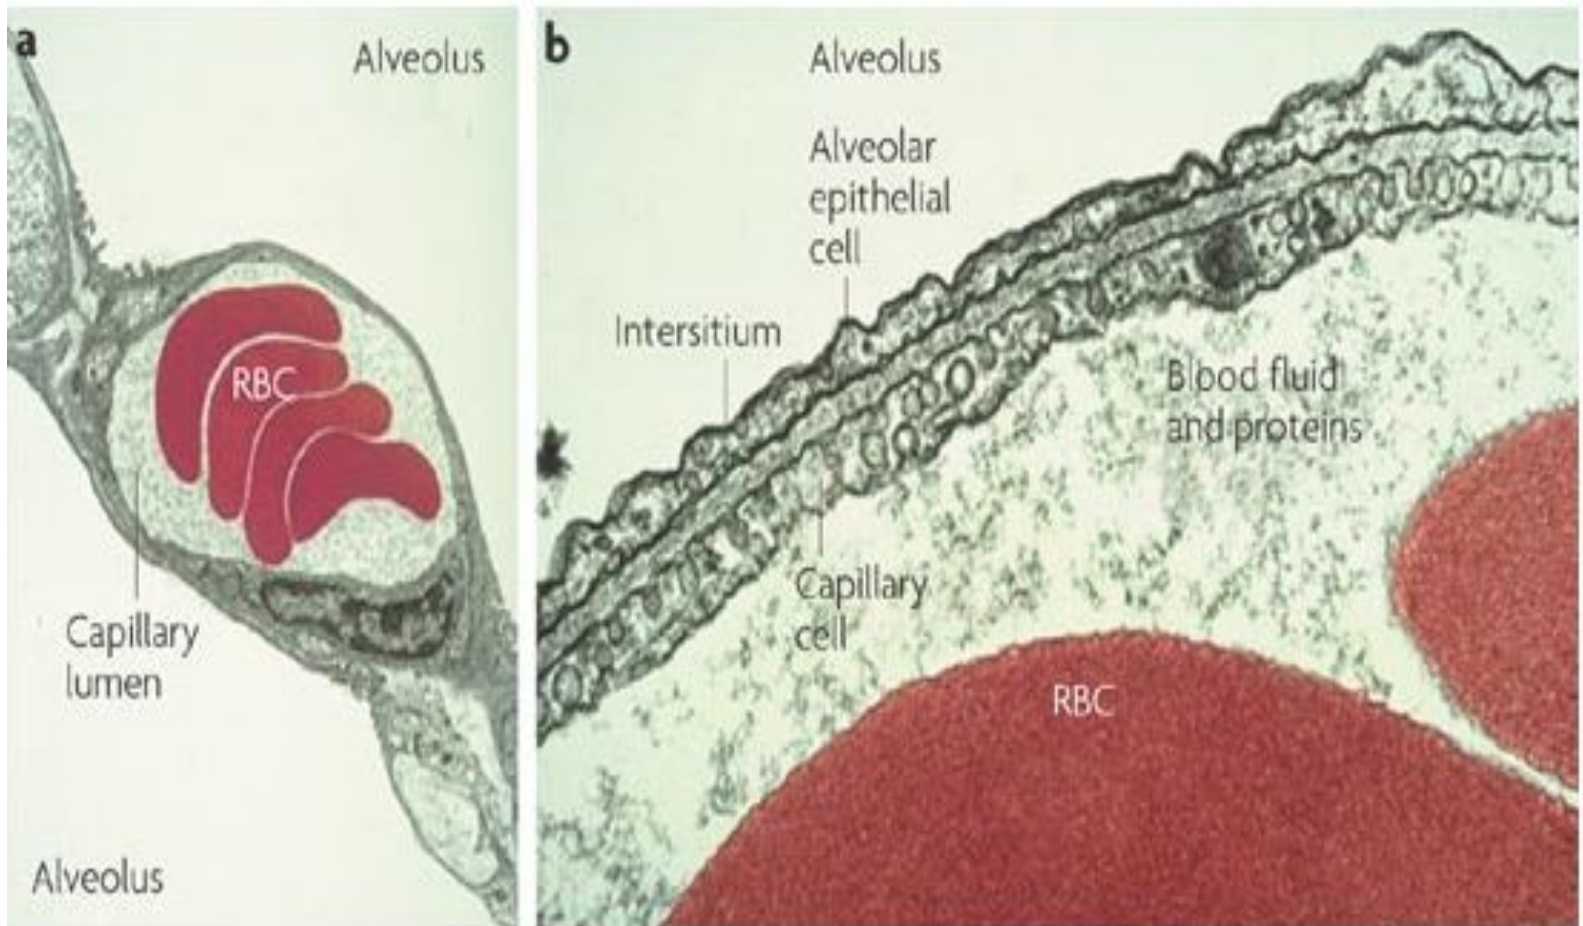 a
Alveolus
RBC
Capillary
lumen
Alveolus
b
Alveolus
Alveolar
epithelial
cell
Intersitium
Blood fluid
and proteins
Capillary
cell
RBC